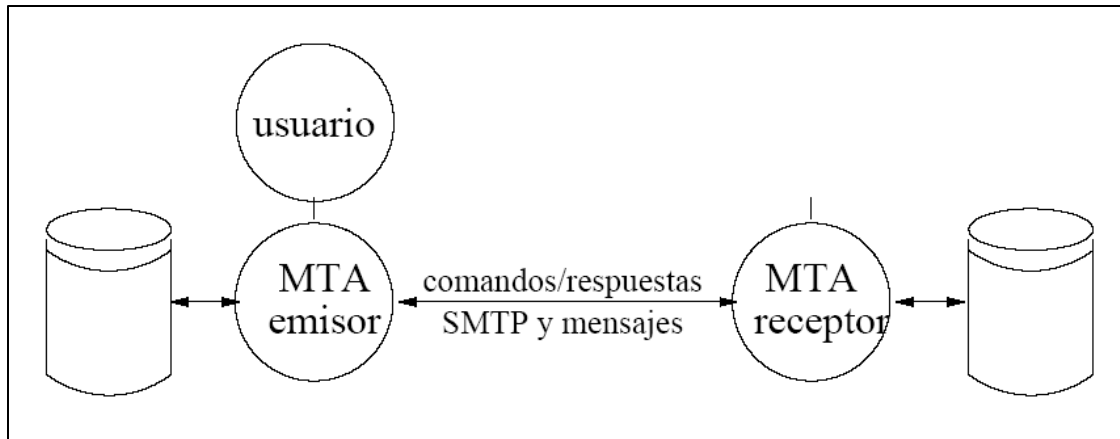 usuario
MTA
emisor
comandos/respuestas
SMTP y mensajes
MTA
receptor